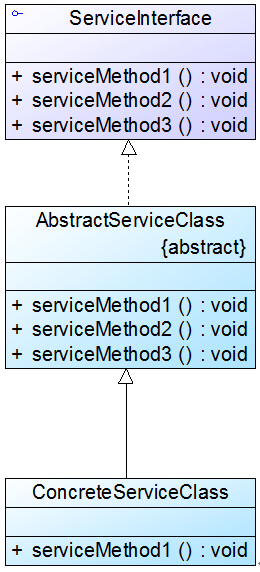 ServiceInterface
+ serviceMethod1 () : void
+ serviceMethod2 () : void
+ serviceMethod3 () : void
AbstractServiceClass
{abstract}
+ serviceMethod1 () : void
+ serviceMethod2 () : void
+ serviceMethod3 () : void
ConcreteServiceClass
+ serviceMethod1 () : void